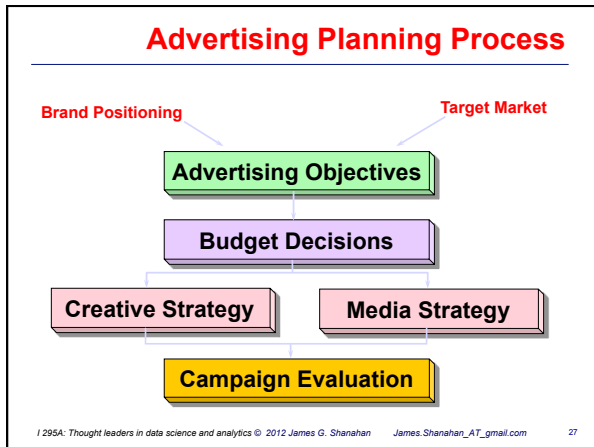 Advertising Planning Process
Brand Positioning
Target Market
Advertising Objectives
Budget Decisions
Creative Strategy
Media Strategy
Campaign Evaluation
I 295A: Thought leaders in data science and analytics © 2012 James G. Shanahan James.Shanahan_AT_gmail.com 27